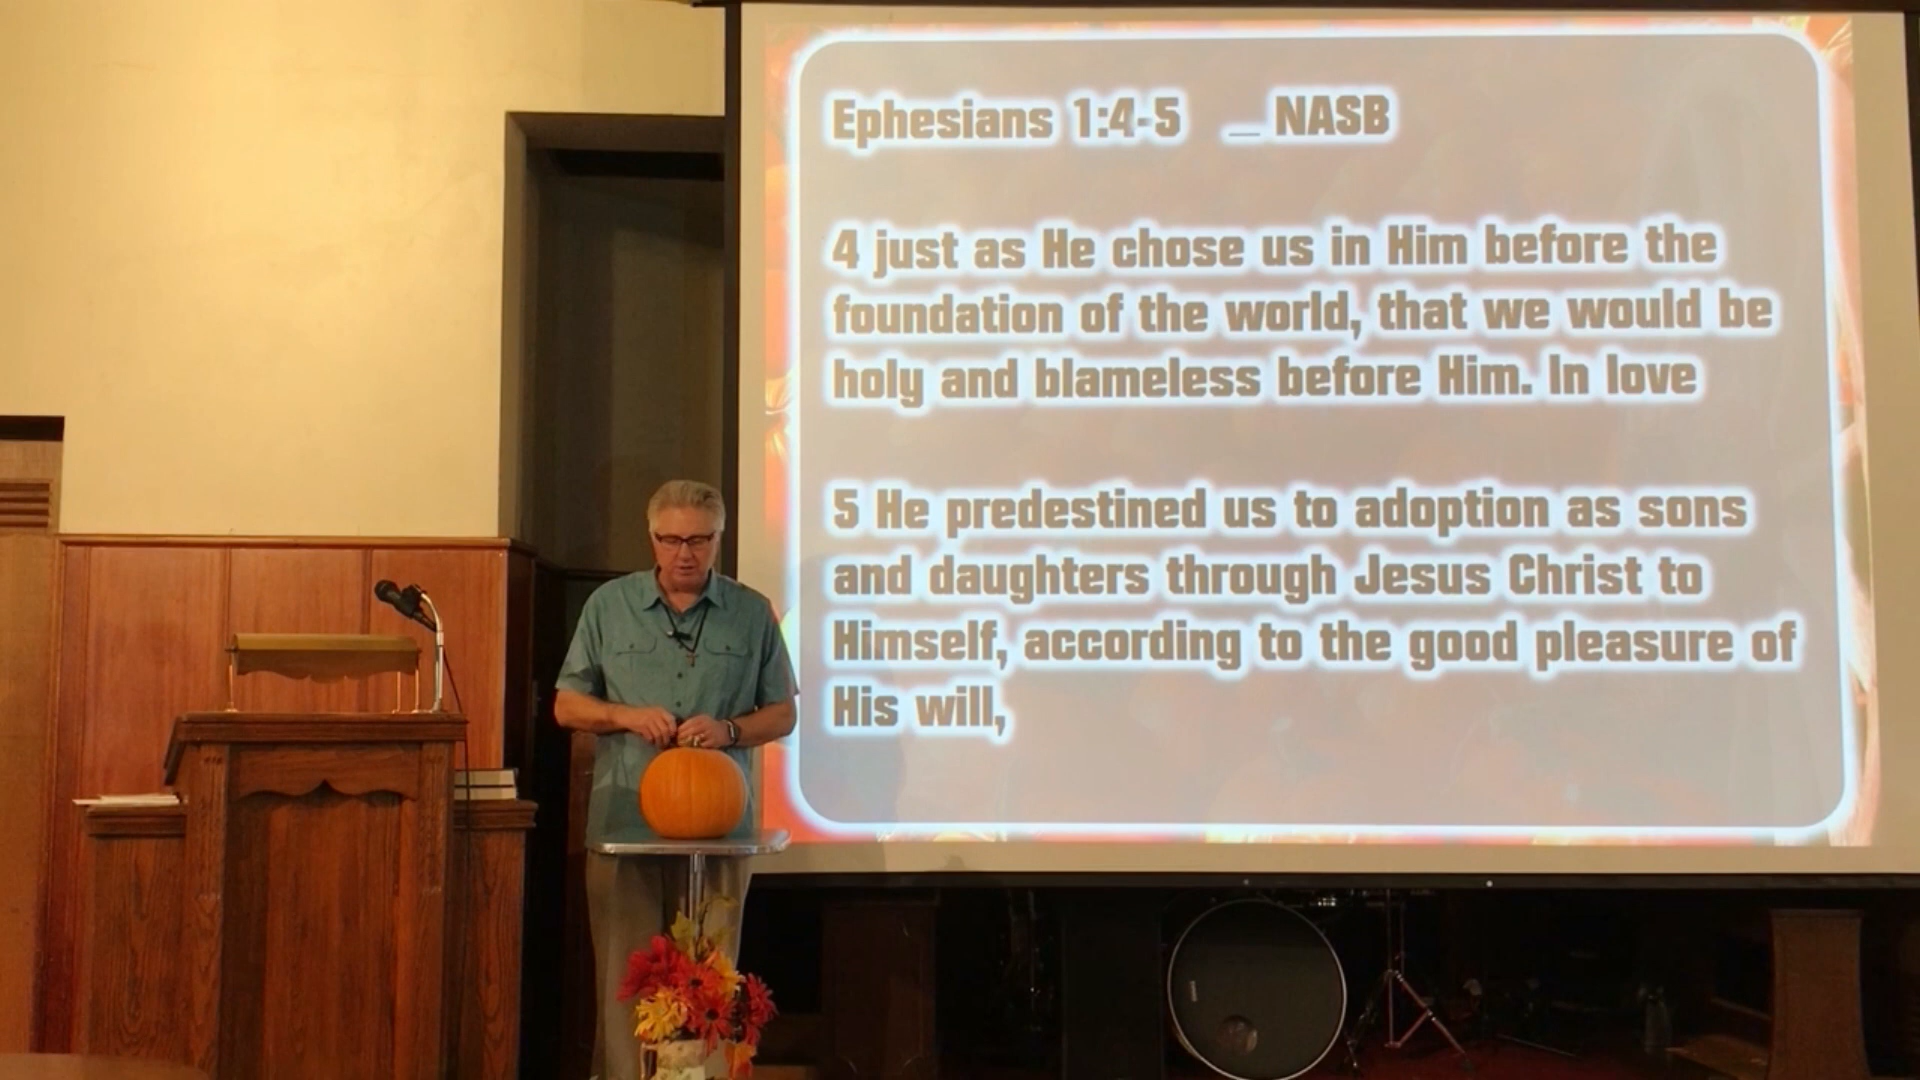 Ephesians 1:4-5 _ NASB
4 just as He chose us in Him before the
foundation of the world, that we would be
holy and blameless before Him. In love
5 He predestined us to adoption as sons
and daughters through Jesus Christ to
Himself, according to the good pleasure of
His will,